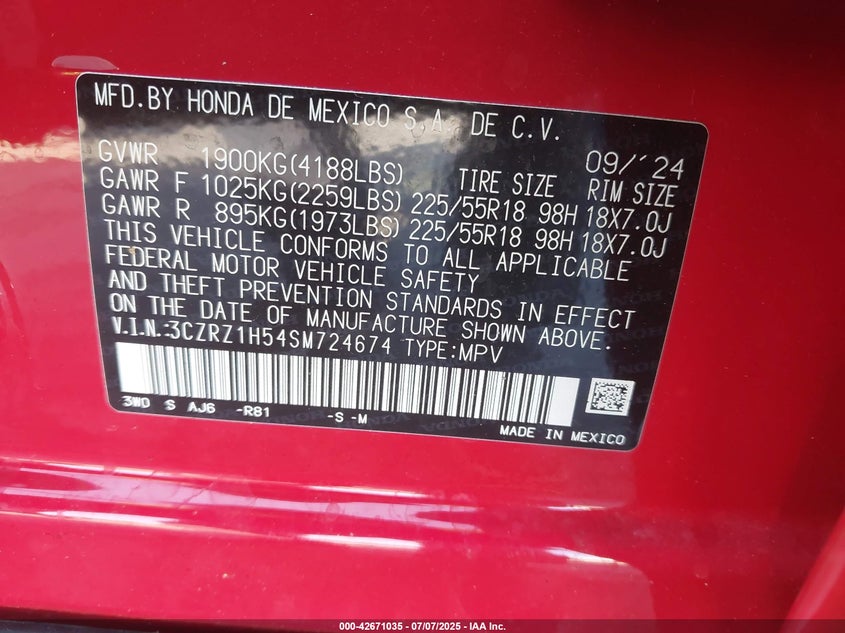 MFD.BY HONDA DE MEXICO S.A. DE C.V.
09/'24
GVWR 1900KG(4188LBS) TIRE SIZE RIM SIZE
GAWR F 1025KG(2259LBS) 225/55R18 98H 18X7.0J
GAWR R 895KG(1973LBS) 225/55R18 98H 18X7.0J
THIS VEHICLE CONFORMS TO ALL APPLICABLE
FEDERAL MOTOR VEHICLE SAFETY
AND THEFT PREVENTION STANDARDS IN EFFECT
ON THE DATE OF MANUFACTURE SHOWN ABOVE.
V.I.N.:3CZRZ1H54SM724674 TYPE:MPV
3W0 S AJ6 -R81 -S -M
MADE IN MEXICO
000-42671035 / 07/07/2025 - IAA Inc.